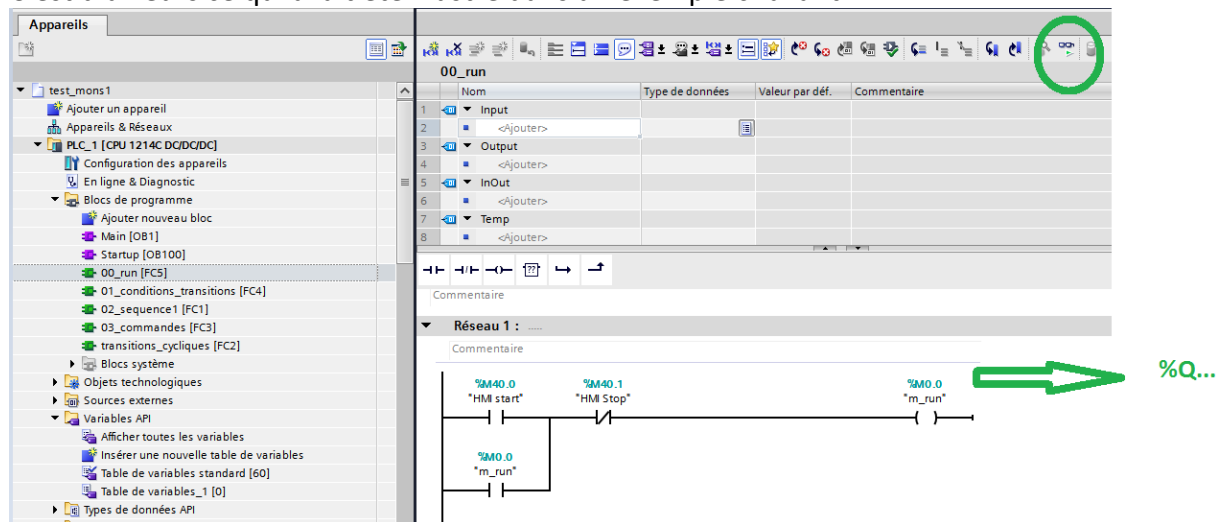 Appareils
00_run
Nom Type de données Valeur par déf. Commentaire
1 Input
2 <Ajouter>
3 Output
4 <Ajouter>
5 InOut
6 <Ajouter>
7 Temp
8 <Ajouter>
test_mons1
Ajouter un appareil
Appareils & Réseaux
PLC_1 [CPU 1214C DC/DC/DC]
Configuration des appareils
En ligne & Diagnostic
Blocs de programme
Ajouter nouveau bloc
Main [OB1]
Startup [OB100]
00_run [FC5]
01_conditions_transitions [FC4]
02_sequence1 [FC1]
03_commandes [FC3]
transitions_cycliques [FC2]
Blocs système
Objets technologiques
Sources externes
Variables API
Afficher toutes les variables
Insérer une nouvelle table de variables
Table de variables standard [60]
Table de variables_1 [0]
Types de données API
??
Commentaire
Réseau 1 : .....
Commentaire
%M40.0 %M40.1 %M0.0
"HMI start" "HMI Stop" "m_run"
%M0.0
"m_run"
%Q...